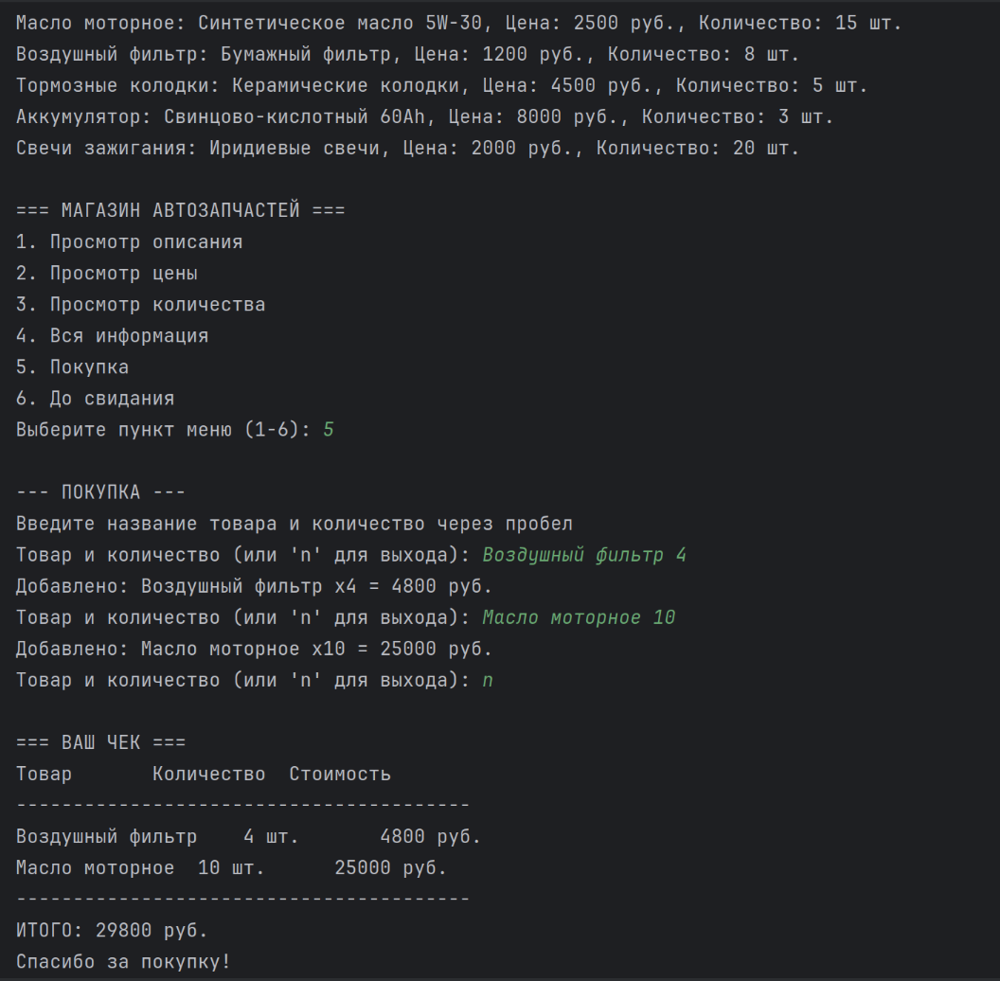 Масло моторное: Синтетическое масло 5W-30, Цена: 2500 руб., Количество: 15 шт.
Воздушный фильтр: Бумажный фильтр, Цена: 1200 руб., Количество: 8 шт.
Тормозные колодки: Керамические колодки, Цена: 4500 руб., Количество: 5 шт.
Аккумулятор: Свинцово-кислотный 60Ah, Цена: 8000 руб., Количество: 3 шт.
Свечи зажигания: Иридиевые свечи, Цена: 2000 руб., Количество: 20 шт.

=== МАГАЗИН АВТОЗАПЧАСТЕЙ ===
1. Просмотр описания
2. Просмотр цены
3. Просмотр количества
4. Вся информация
5. Покупка
6. До свидания
Выберите пункт меню (1-6): 5

--- ПОКУПКА ---
Введите название товара и количество через пробел
Товар и количество (или 'n' для выхода): Воздушный фильтр 4
Добавлено: Воздушный фильтр x4 = 4800 руб.
Товар и количество (или 'n' для выхода): Масло моторное 10
Добавлено: Масло моторное x10 = 25000 руб.
Товар и количество (или 'n' для выхода): n

=== ВАШ ЧЕК ===
Товар       Количество  Стоимость
----------------------------------------
Воздушный фильтр    4 шт.       4800 руб.
Масло моторное  10 шт.      25000 руб.
----------------------------------------
ИТОГО: 29800 руб.
Спасибо за покупку!